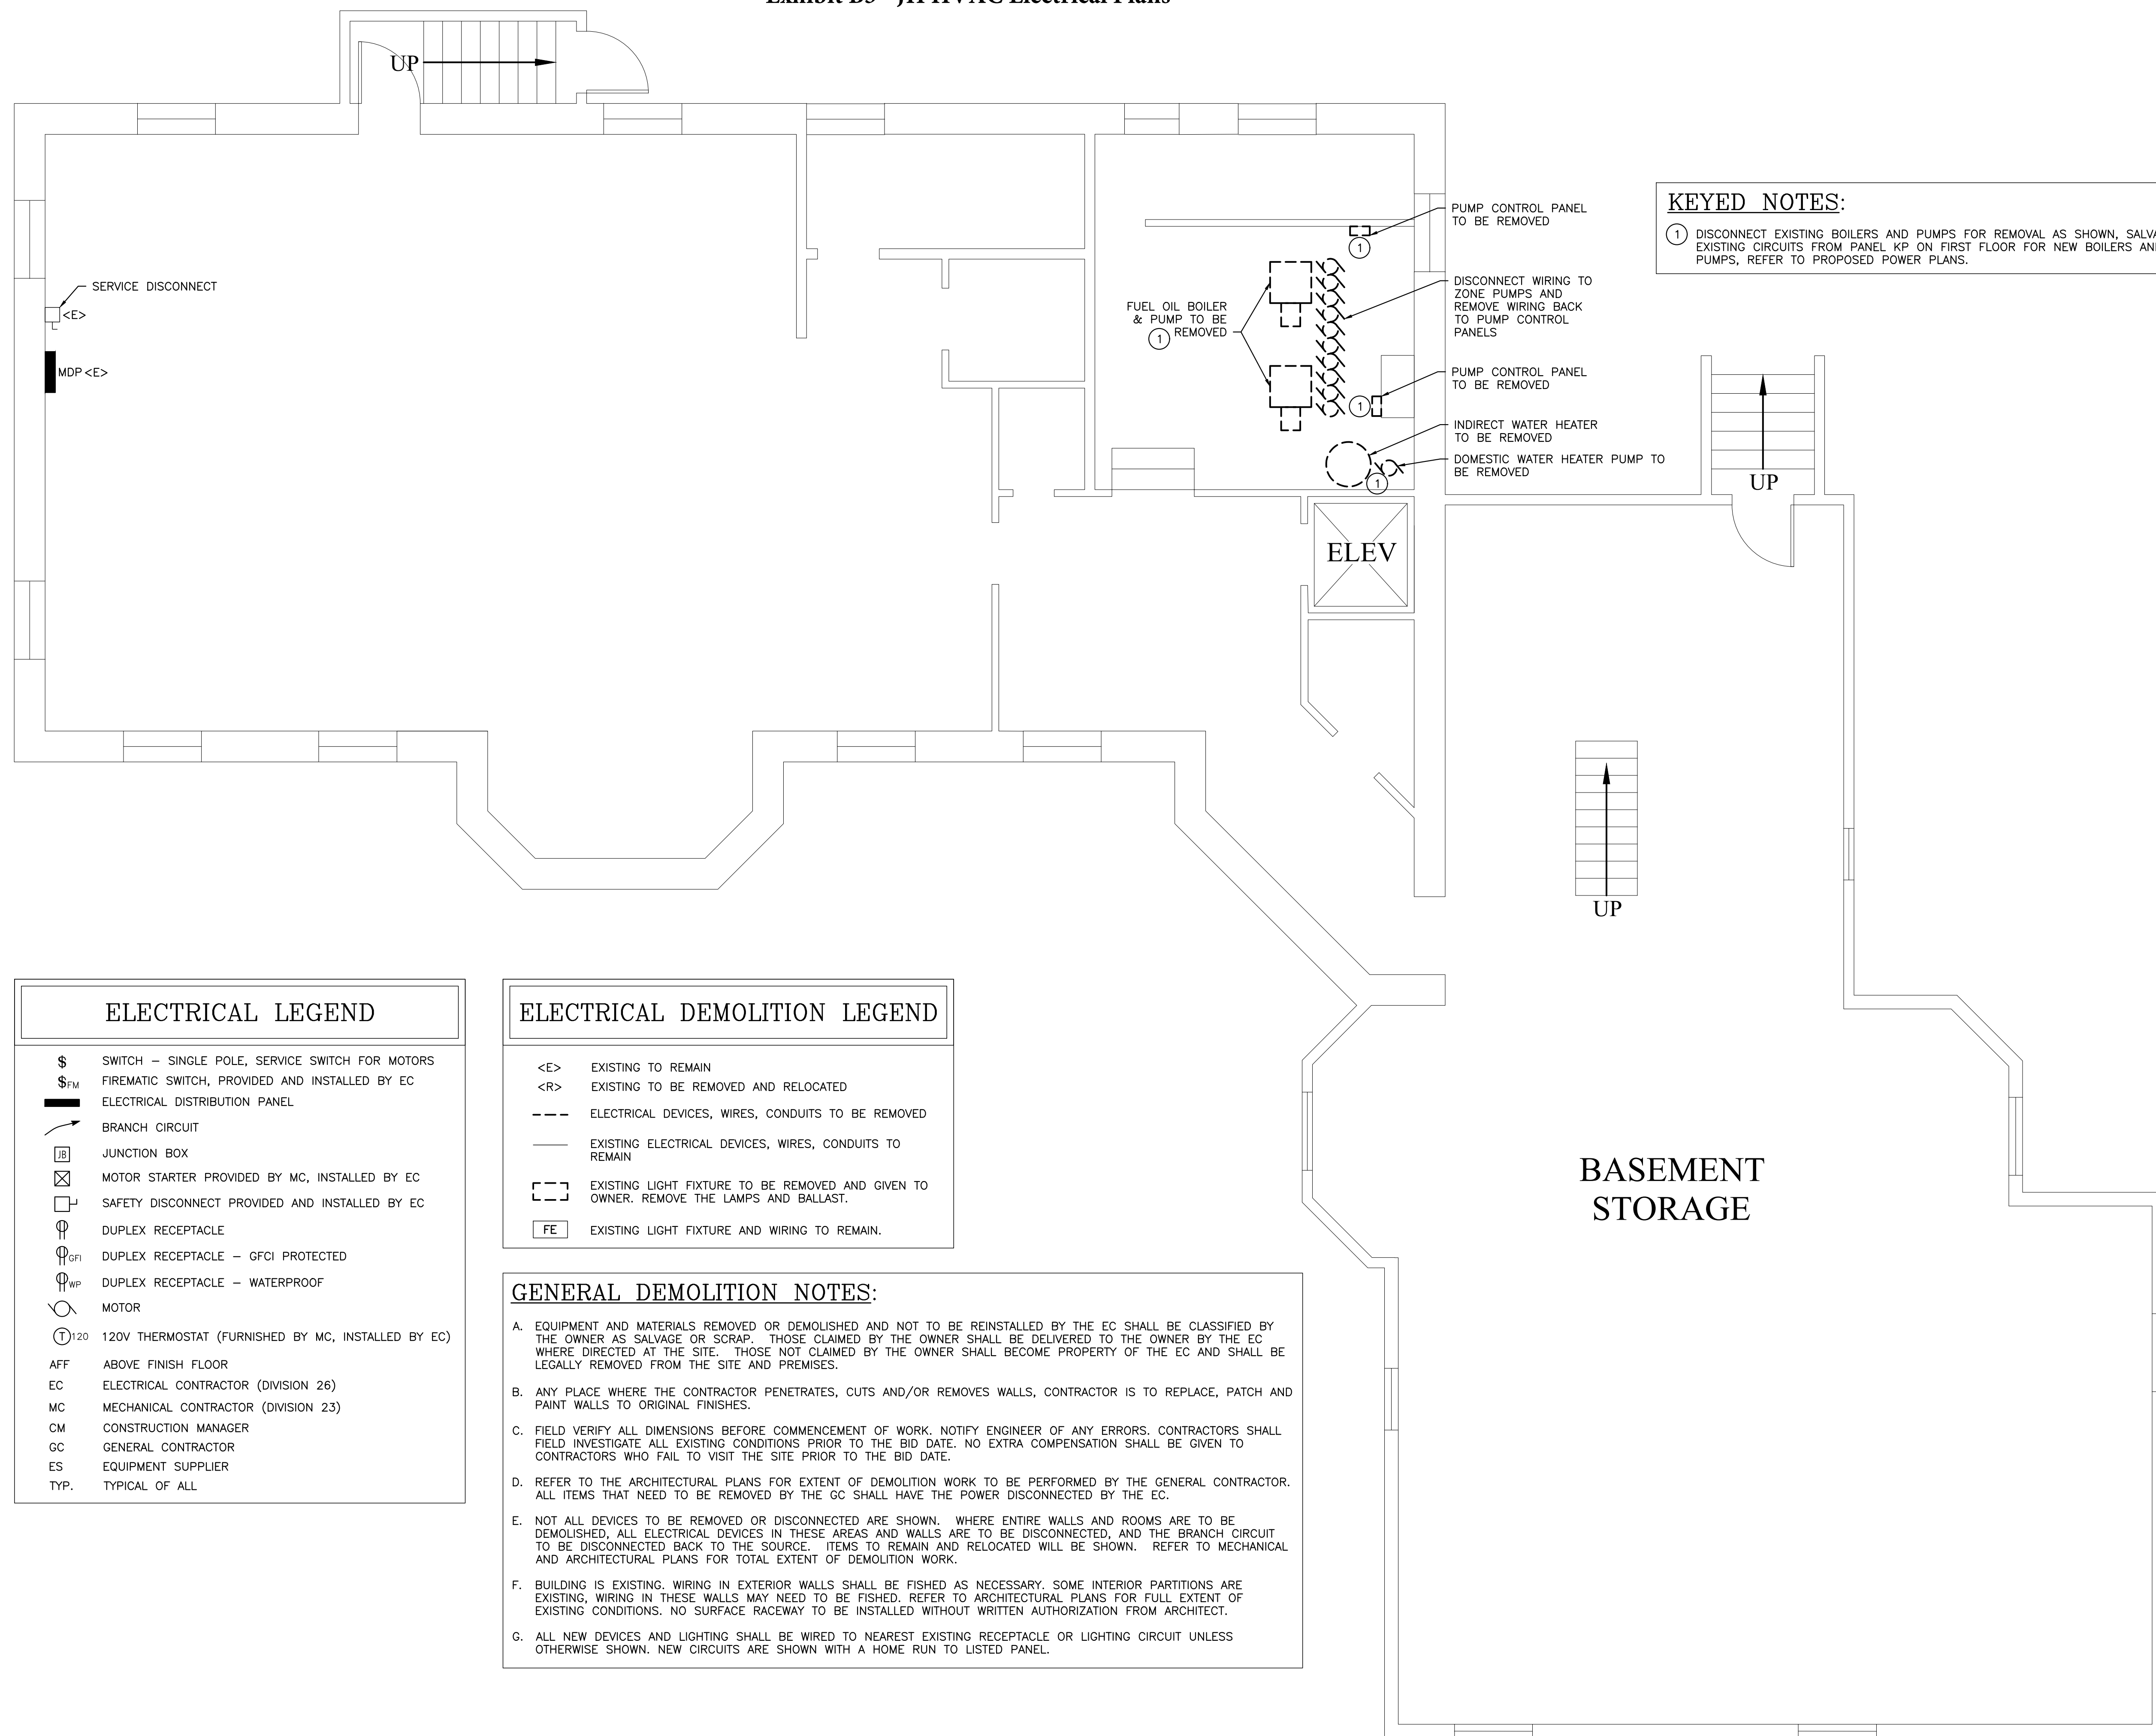 Exhibit B3 - JH HVAC Electrical Plans
UP
SERVICE DISCONNECT
<E>
MDP <E>
PUMP CONTROL PANEL
TO BE REMOVED
1
DISCONNECT WIRING TO
ZONE PUMPS AND
REMOVE WIRING BACK
TO PUMP CONTROL
PANELS
FUEL OIL BOILER
& PUMP TO BE
1 REMOVED
PUMP CONTROL PANEL
TO BE REMOVED
1
INDIRECT WATER HEATER
TO BE REMOVED
DOMESTIC WATER HEATER PUMP TO
BE REMOVED
1
ELEV
UP
UP
KEYED NOTES:
1 DISCONNECT EXISTING BOILERS AND PUMPS FOR REMOVAL AS SHOWN, SALVA
EXISTING CIRCUITS FROM PANEL KP ON FIRST FLOOR FOR NEW BOILERS AN
PUMPS, REFER TO PROPOSED POWER PLANS.
BASEMENT
STORAGE
ELECTRICAL LEGEND
$ SWITCH – SINGLE POLE, SERVICE SWITCH FOR MOTORS
$FM FIREMATIC SWITCH, PROVIDED AND INSTALLED BY EC
ELECTRICAL DISTRIBUTION PANEL
BRANCH CIRCUIT
JB JUNCTION BOX
MOTOR STARTER PROVIDED BY MC, INSTALLED BY EC
SAFETY DISCONNECT PROVIDED AND INSTALLED BY EC
DUPLEX RECEPTACLE
GFI DUPLEX RECEPTACLE – GFCI PROTECTED
WP DUPLEX RECEPTACLE – WATERPROOF
MOTOR
T 120 120V THERMOSTAT (FURNISHED BY MC, INSTALLED BY EC)
AFF ABOVE FINISH FLOOR
EC ELECTRICAL CONTRACTOR (DIVISION 26)
MC MECHANICAL CONTRACTOR (DIVISION 23)
CM CONSTRUCTION MANAGER
GC GENERAL CONTRACTOR
ES EQUIPMENT SUPPLIER
TYP. TYPICAL OF ALL
ELECTRICAL DEMOLITION LEGEND
<E> EXISTING TO REMAIN
<R> EXISTING TO BE REMOVED AND RELOCATED
ELECTRICAL DEVICES, WIRES, CONDUITS TO BE REMOVED
EXISTING ELECTRICAL DEVICES, WIRES, CONDUITS TO
REMAIN
EXISTING LIGHT FIXTURE TO BE REMOVED AND GIVEN TO
OWNER. REMOVE THE LAMPS AND BALLAST.
FE EXISTING LIGHT FIXTURE AND WIRING TO REMAIN.
GENERAL DEMOLITION NOTES:
A. EQUIPMENT AND MATERIALS REMOVED OR DEMOLISHED AND NOT TO BE REINSTALLED BY THE EC SHALL BE CLASSIFIED BY
THE OWNER AS SALVAGE OR SCRAP. THOSE CLAIMED BY THE OWNER SHALL BE DELIVERED TO THE OWNER BY THE EC
WHERE DIRECTED AT THE SITE. THOSE NOT CLAIMED BY THE OWNER SHALL BECOME PROPERTY OF THE EC AND SHALL BE
LEGALLY REMOVED FROM THE SITE AND PREMISES.
B. ANY PLACE WHERE THE CONTRACTOR PENETRATES, CUTS AND/OR REMOVES WALLS, CONTRACTOR IS TO REPLACE, PATCH AND
PAINT WALLS TO ORIGINAL FINISHES.
C. FIELD VERIFY ALL DIMENSIONS BEFORE COMMENCEMENT OF WORK. NOTIFY ENGINEER OF ANY ERRORS. CONTRACTORS SHALL
FIELD INVESTIGATE ALL EXISTING CONDITIONS PRIOR TO THE BID DATE. NO EXTRA COMPENSATION SHALL BE GIVEN TO
CONTRACTORS WHO FAIL TO VISIT THE SITE PRIOR TO THE BID DATE.
D. REFER TO THE ARCHITECTURAL PLANS FOR EXTENT OF DEMOLITION WORK TO BE PERFORMED BY THE GENERAL CONTRACTOR.
ALL ITEMS THAT NEED TO BE REMOVED BY THE GC SHALL HAVE THE POWER DISCONNECTED BY THE EC.
E. NOT ALL DEVICES TO BE REMOVED OR DISCONNECTED ARE SHOWN. WHERE ENTIRE WALLS AND ROOMS ARE TO BE
DEMOLISHED, ALL ELECTRICAL DEVICES IN THESE AREAS AND WALLS ARE TO BE DISCONNECTED, AND THE BRANCH CIRCUIT
TO BE DISCONNECTED BACK TO THE SOURCE. ITEMS TO REMAIN AND RELOCATED WILL BE SHOWN. REFER TO MECHANICAL
AND ARCHITECTURAL PLANS FOR TOTAL EXTENT OF DEMOLITION WORK.
F. BUILDING IS EXISTING. WIRING IN EXTERIOR WALLS SHALL BE FISHED AS NECESSARY. SOME INTERIOR PARTITIONS ARE
EXISTING, WIRING IN THESE WALLS MAY NEED TO BE FISHED. REFER TO ARCHITECTURAL PLANS FOR FULL EXTENT OF
EXISTING CONDITIONS. NO SURFACE RACEWAY TO BE INSTALLED WITHOUT WRITTEN AUTHORIZATION FROM ARCHITECT.
G. ALL NEW DEVICES AND LIGHTING SHALL BE WIRED TO NEAREST EXISTING RECEPTACLE OR LIGHTING CIRCUIT UNLESS
OTHERWISE SHOWN. NEW CIRCUITS ARE SHOWN WITH A HOME RUN TO LISTED PANEL.